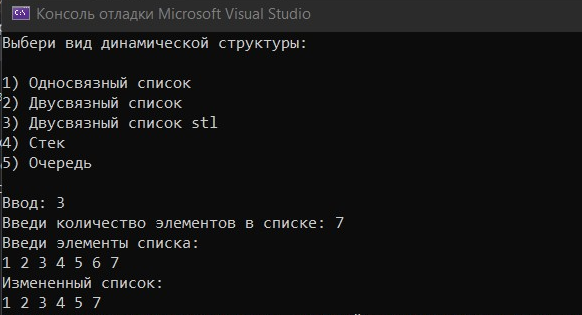 Консоль отладки Microsoft Visual Studio
Выбери вид динамической структуры:
1) Односвязный список
2) Двусвязный список
3) Двусвязный список stl
4) Стек
5) Очередь
Ввод: 3
Введи количество элементов в списке: 7
Введи элементы списка:
1 2 3 4 5 6 7
Измененный список:
1 2 3 4 5 7